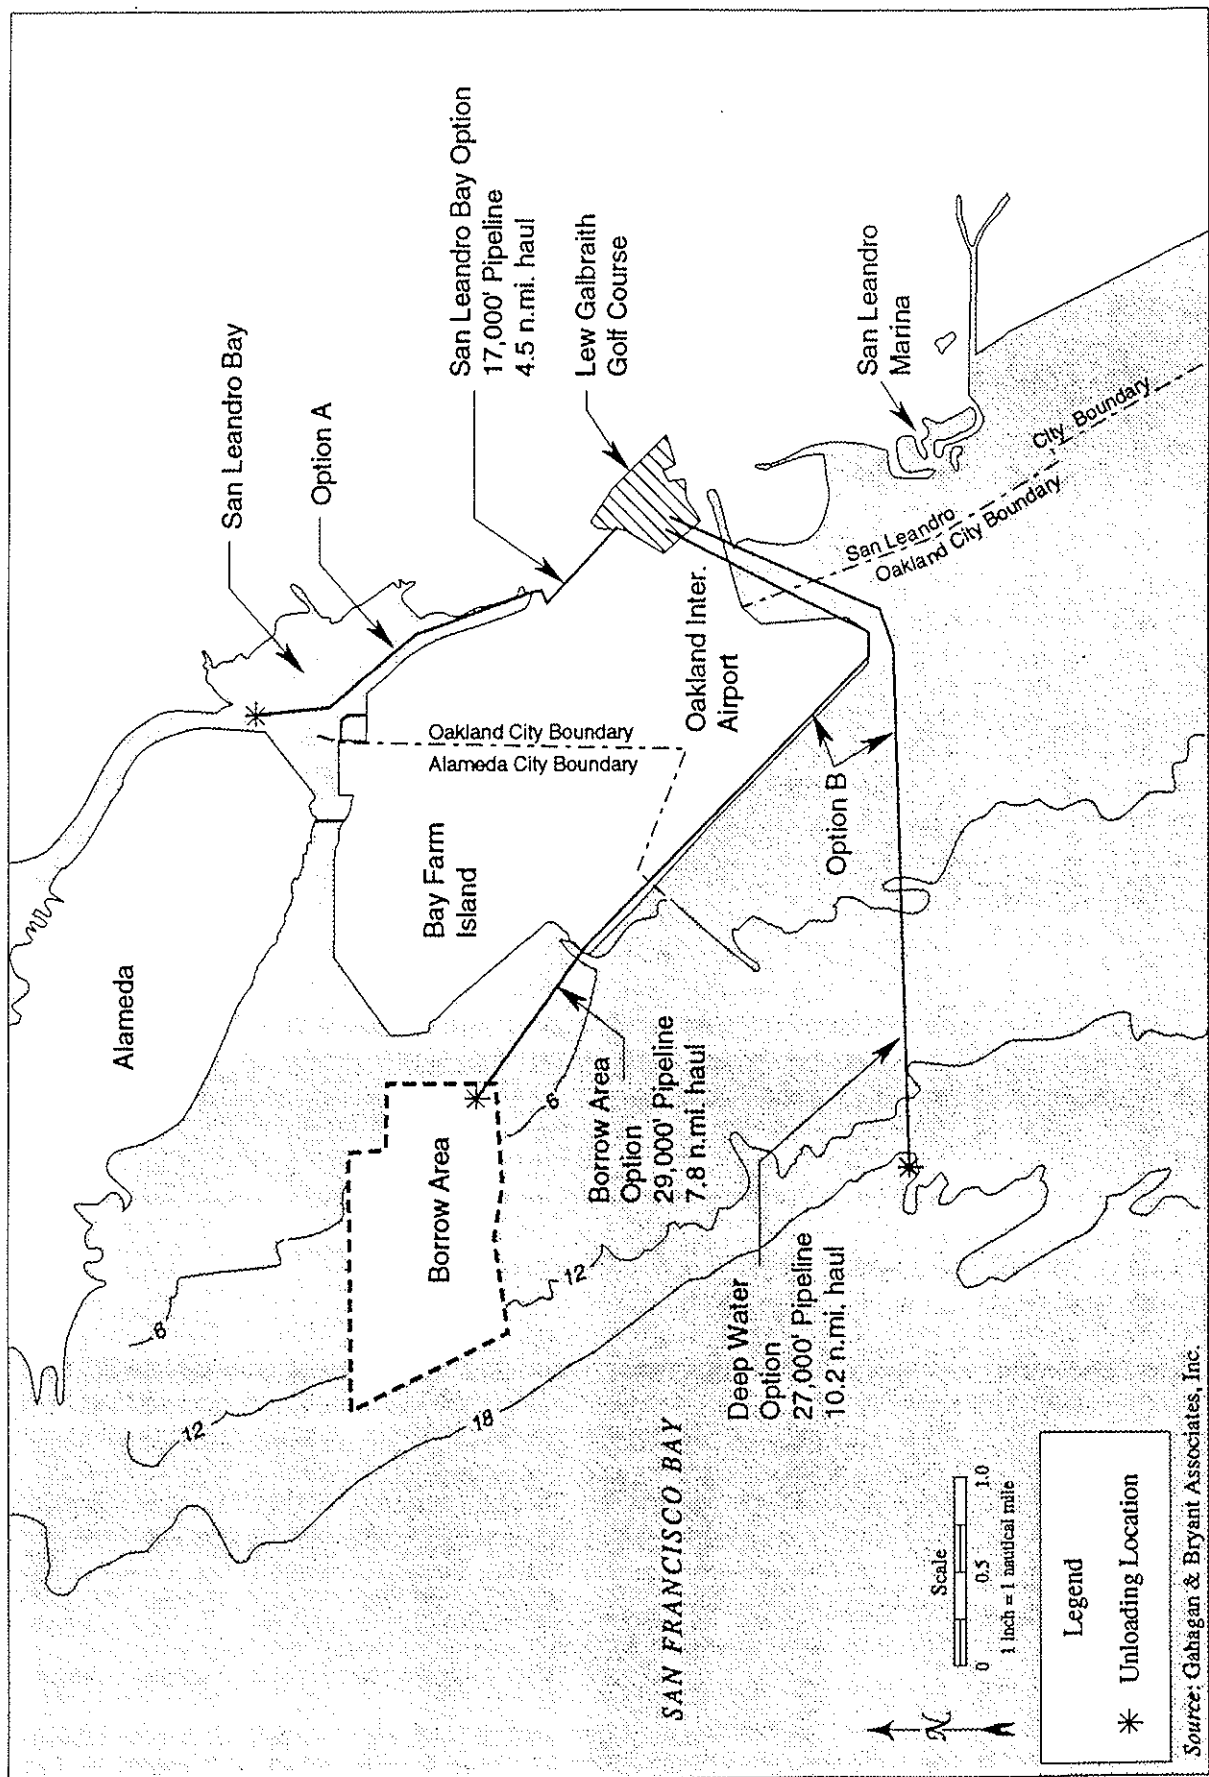 Alameda
San Leandro Bay
Option A
San Leandro Bay Option
17,000' Pipeline
4.5 n.mi. haul
Lew Galbraith
Golf Course
San Leandro
Marina
Oakland City Boundary
Alameda City Boundary
Bay Farm
Island
Oakland Inter.
Airport
San Leandro
Oakland City Boundary
City Boundary
Option B
Borrow Area
Borrow Area
Option
29,000' Pipeline
7.8 n.mi. haul
Deep Water
Option
27,000' Pipeline
10.2 n.mi. haul
6
12
18
6
12
SAN FRANCISCO BAY
N
Scale
0 0.5 1.0
1 inch = 1 nautical mile
Legend
Unloading Location
Source: Gahagan & Bryant Associates, Inc.